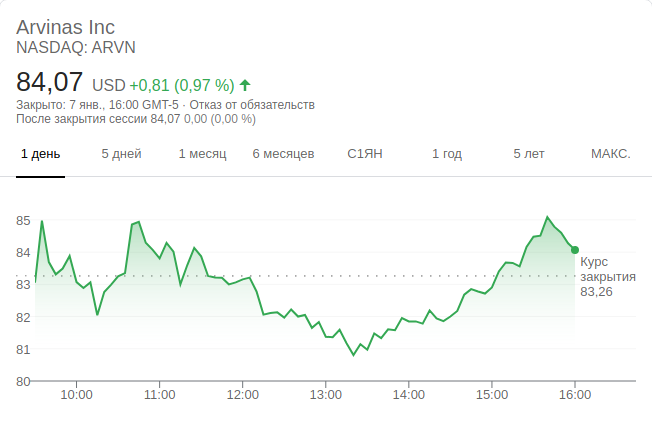 Arvinas Inc
NASDAQ: ARVN
84,07 USD +0,81 (0,97 %)
Закрыто: 7 янв., 16:00 GMT-5 · Отказ от обязательств
После закрытия сессии 84,07 0,00 (0,00 %)
1 день 5 дней 1 месяц 6 месяцев С1ЯН 1 год 5 лет МАКС.
85
84
Курс
закрытия
83,26
83
82
81
80
10:00 11:00 12:00 13:00 14:00 15:00 16:00